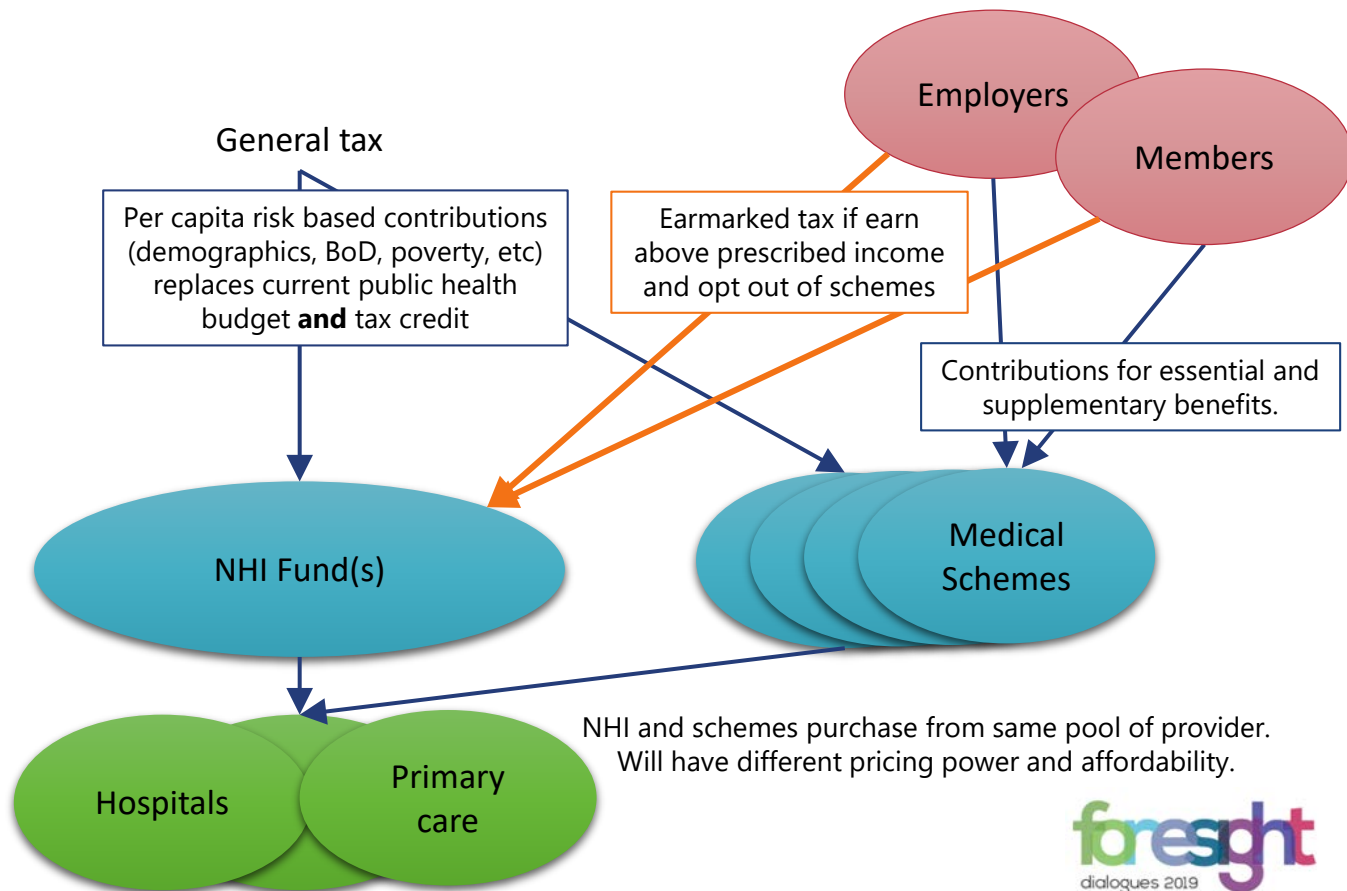 Employers
Members
General tax
Per capita risk based contributions
(demographics, BoD, poverty, etc)
replaces current public health
budget and tax credit
Earmarked tax if earn
above prescribed income
and opt out of schemes
Contributions for essential and
supplementary benefits.
NHI Fund(s)
Medical
Schemes
NHI and schemes purchase from same pool of provider.
Will have different pricing power and affordability.
Hospitals
Primary
care
foresight
dialogues 2019